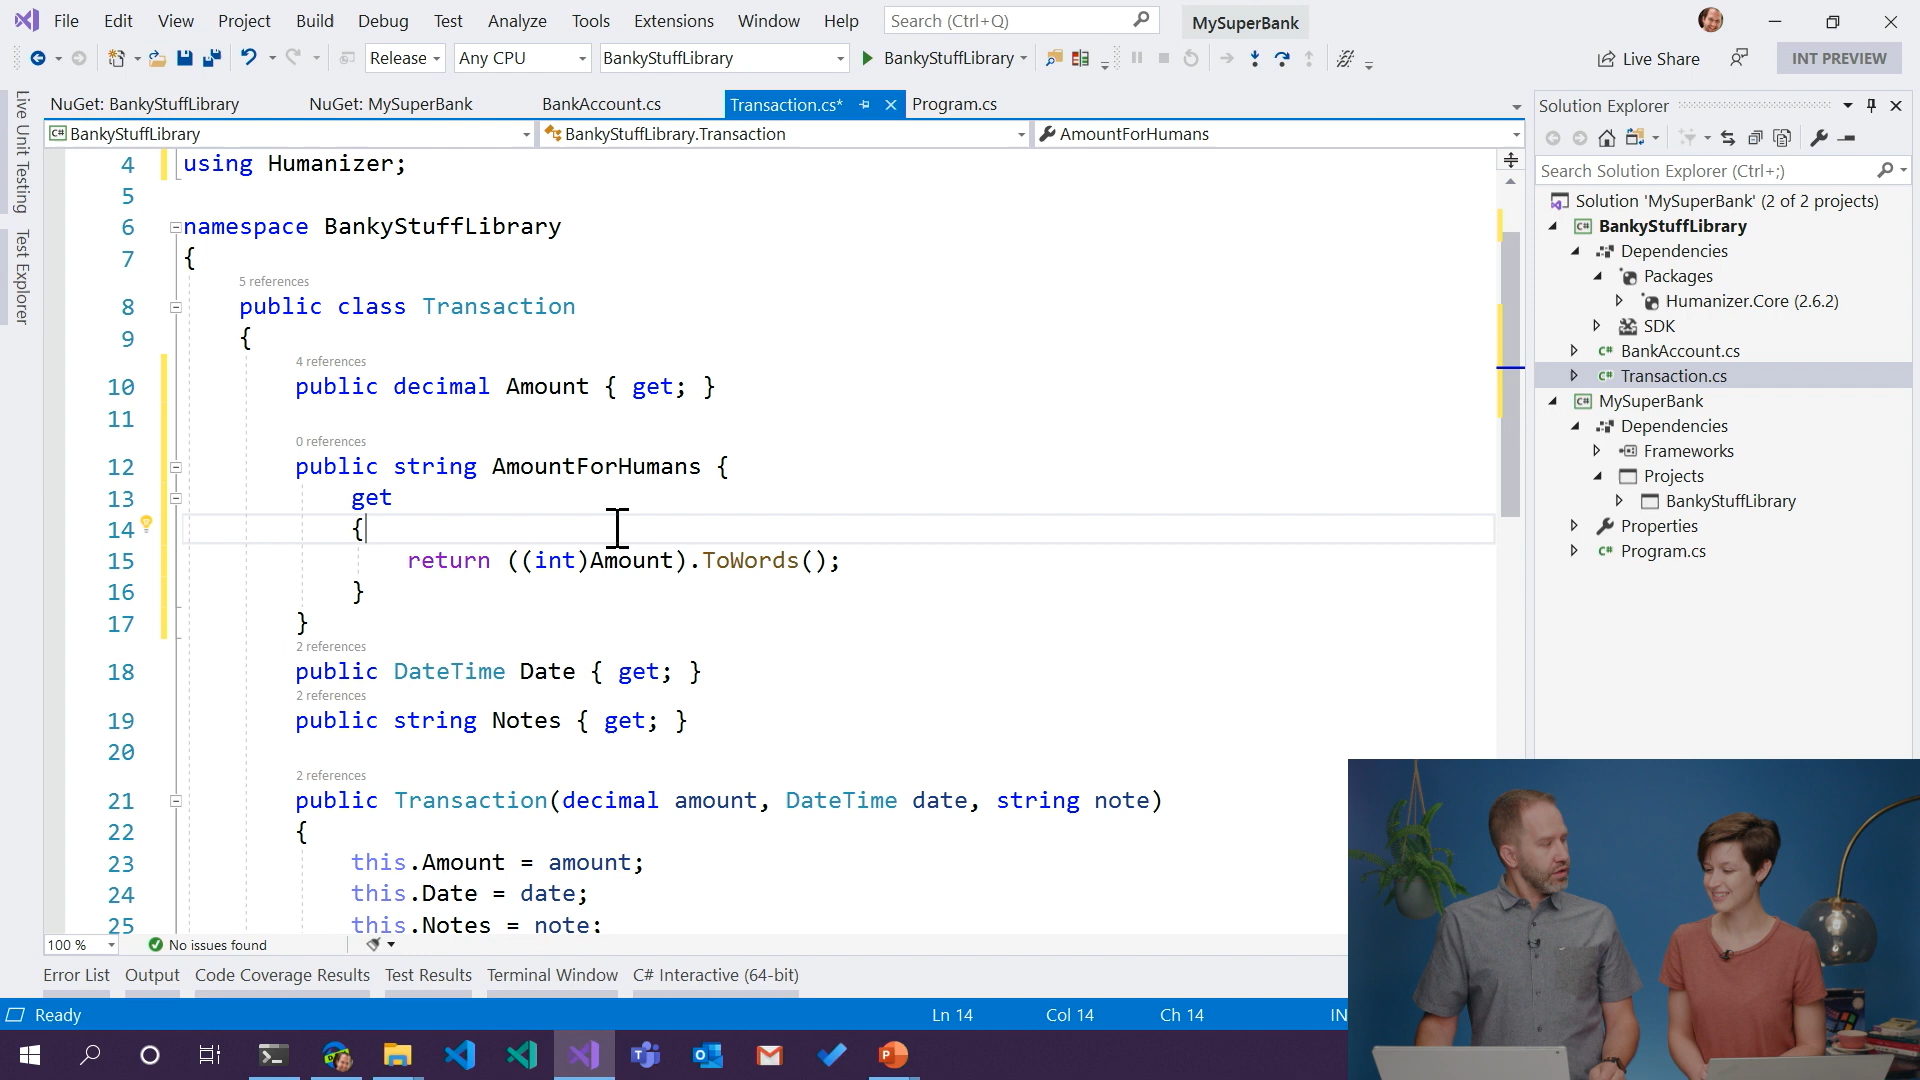 File Edit View Project Build Debug Test Analyze Tools Extensions Window Help Search (Ctrl+Q) MySuperBank
Release Any CPU BankyStuffLibrary BankyStuffLibrary Live Share INT PREVIEW
NuGet: BankyStuffLibrary NuGet: MySuperBank BankAccount.cs Transaction.cs* Program.cs
BankyStuffLibrary BankyStuffLibrary.Transaction AmountForHumans
Live Unit Testing
Test Explorer
4 using Humanizer;
5
6 namespace BankyStuffLibrary
7 {
5 references
8 public class Transaction
9 {
4 references
10 public decimal Amount { get; }
11
0 references
12 public string AmountForHumans {
13 get
14 {
15 return ((int)Amount).ToWords();
16 }
17 }
2 references
18 public DateTime Date { get; }
2 references
19 public string Notes { get; }
20
2 references
21 public Transaction(decimal amount, DateTime date, string note)
22 {
23 this.Amount = amount;
24 this.Date = date;
25 this.Notes = note;
100 % No issues found
Error List Output Code Coverage Results Test Results Terminal Window C# Interactive (64-bit)
Ready Ln 14 Col 14 Ch 14 IN
Solution Explorer
Search Solution Explorer (Ctrl+;)
Solution 'MySuperBank' (2 of 2 projects)
C# BankyStuffLibrary
Dependencies
Packages
Humanizer.Core (2.6.2)
SDK
C# BankAccount.cs
C# Transaction.cs
C# MySuperBank
Dependencies
Frameworks
Projects
BankyStuffLibrary
Properties
C# Program.cs